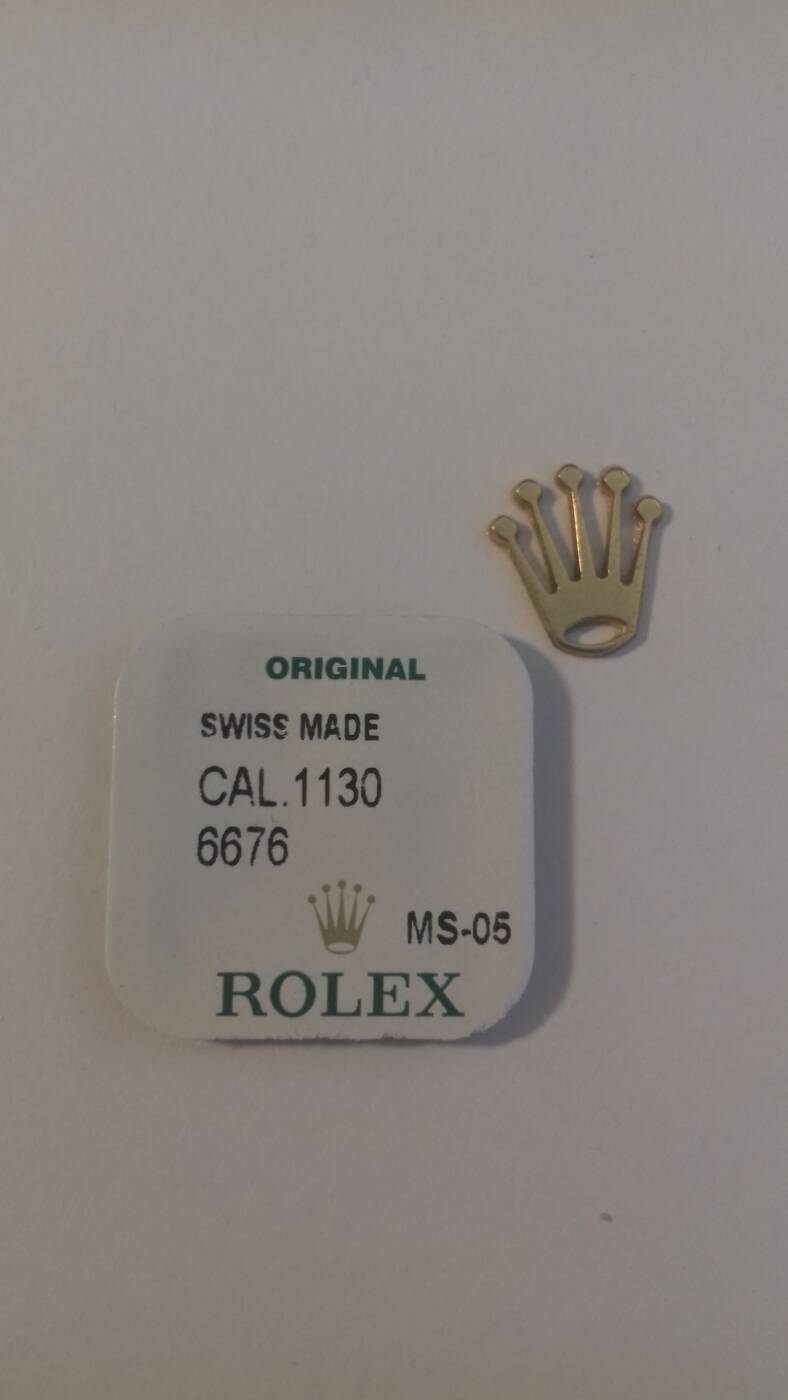 ORIGINAL
SWISS MADE
CAL.1130
6676
MS-05
ROLEX